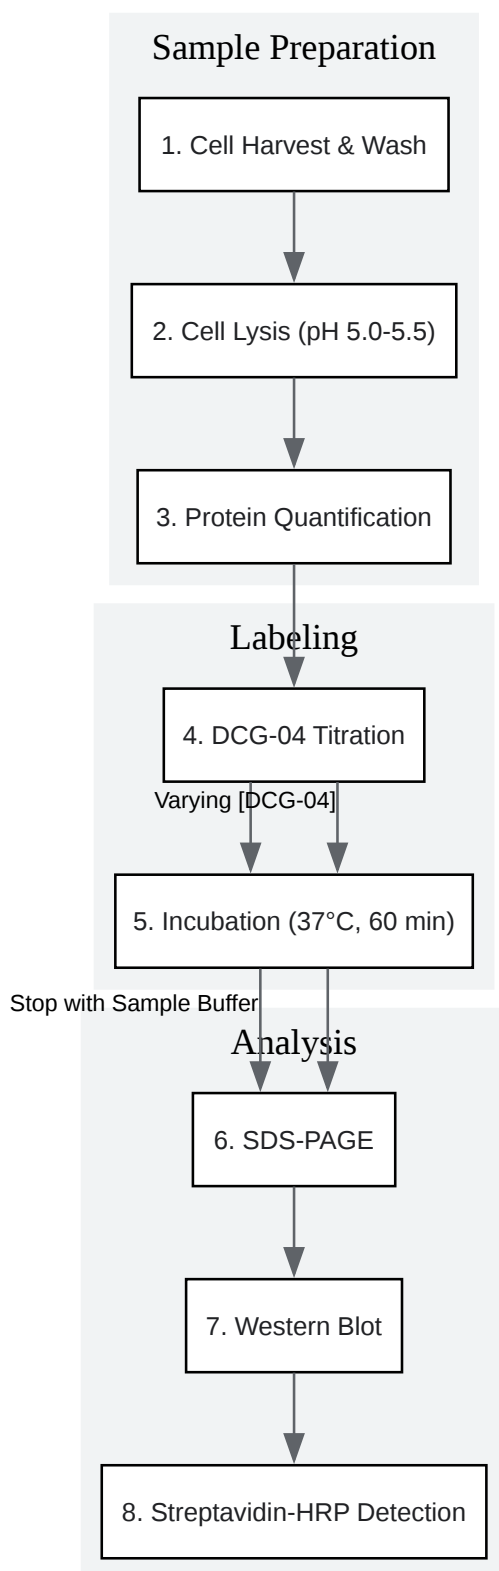 Sample Preparation
1. Cell Harvest & Wash
2. Cell Lysis (pH 5.0-5.5)
3. Protein Quantification
Labeling
4. DCG-04 Titration
Varying [DCG-04]
5. Incubation (37°C, 60 min)
Stop with Sample Buffer
Analysis
6. SDS-PAGE
7. Western Blot
8. Streptavidin-HRP Detection